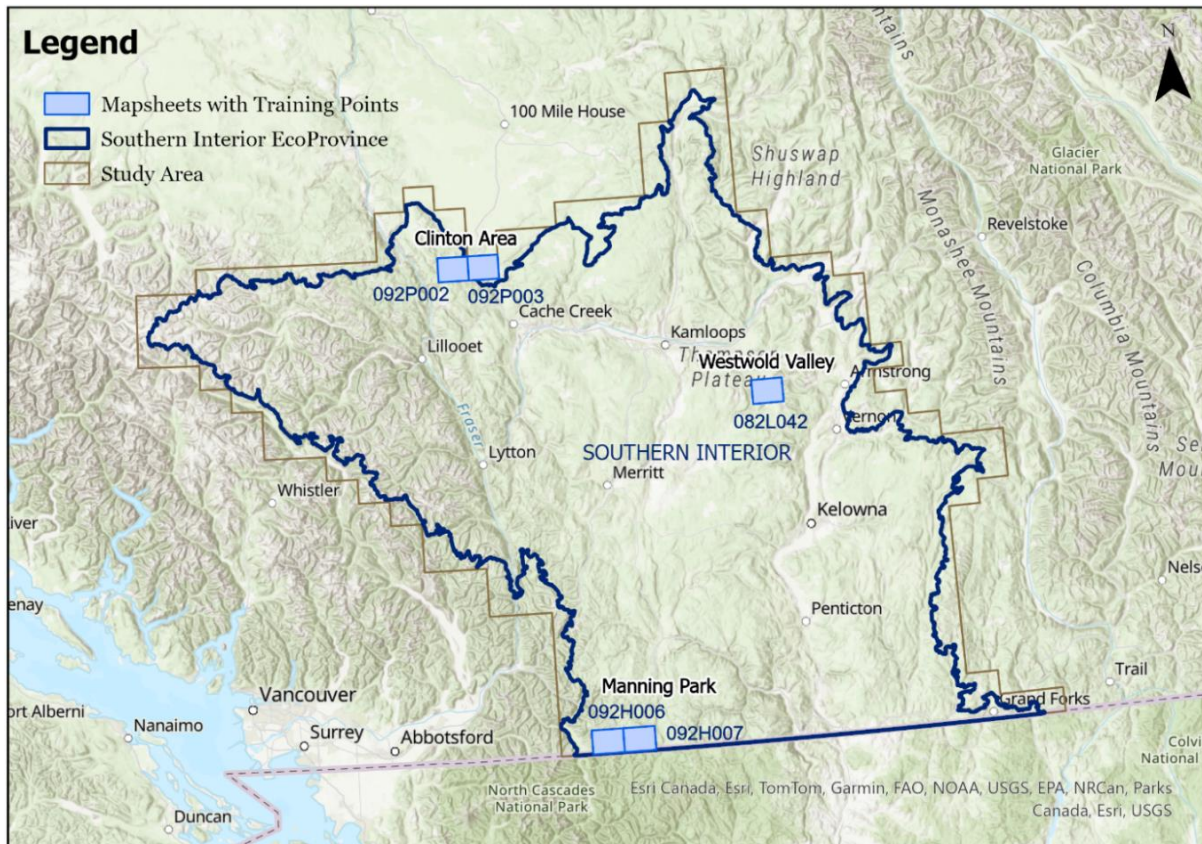 Legend
Mapsheets with Training Points
Southern Interior EcoProvince
Study Area
N
100 Mile House
Shuswap
Highland
Glacier
National Park
Monashee Mountains
Revelstoke
Columbia Mountains
Clinton Area
092P002
092P003
Cache Creek
Kamloops
Lillooet
Westwold Valley
Plateau
Armstrong
082L042
Fraser
Lytton
SOUTHERN INTERIOR
Merritt
Whistler
Kelowna
Penticton
Trail
Manning Park
092H006
092H007
Grand Forks
Vancouver
Nanaimo
Surrey
Abbotsford
North Cascades
National Park
Esri Canada, Esri, TomTom, Garmin, FAO, NOAA, USGS, EPA, NRCan, Parks
Canada, Esri, USGS
Duncan